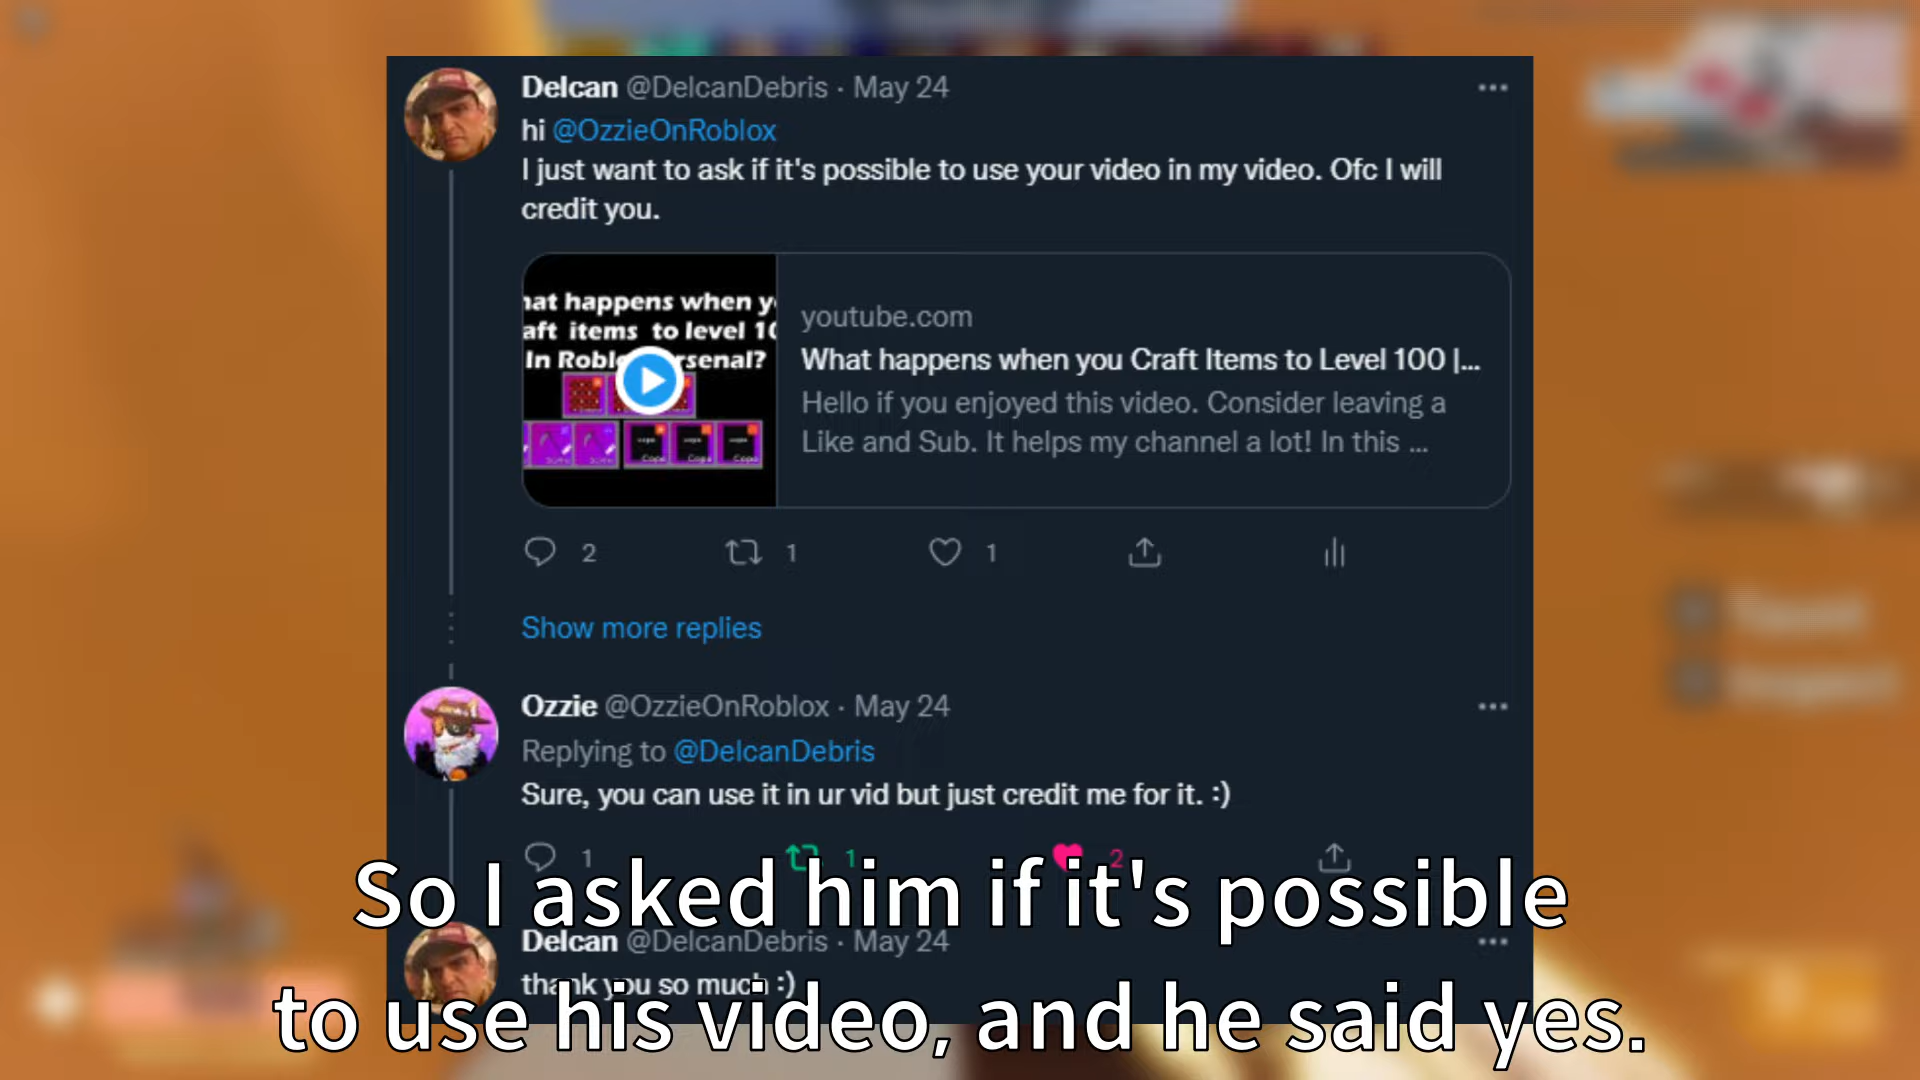 Delcan @DelcanDebris · May 24
hi @OzzieOnRoblox
I just want to ask if it's possible to use your video in my video. Ofc I will
credit you.
hat happens when y
aft items to level 10
In Robl rsenal?
youtube.com
What happens when you Craft Items to Level 100 |...
Hello if you enjoyed this video. Consider leaving a
Like and Sub. It helps my channel a lot! In this ...
2 1 1
Show more replies
Ozzie @OzzieOnRoblox · May 24
Replying to @DelcanDebris
Sure, you can use it in ur vid but just credit me for it. :)
1 1 2
Delcan @DelcanDebris · May 24
thank you so much :)
So I asked him if it's possible
to use his video, and he said yes.